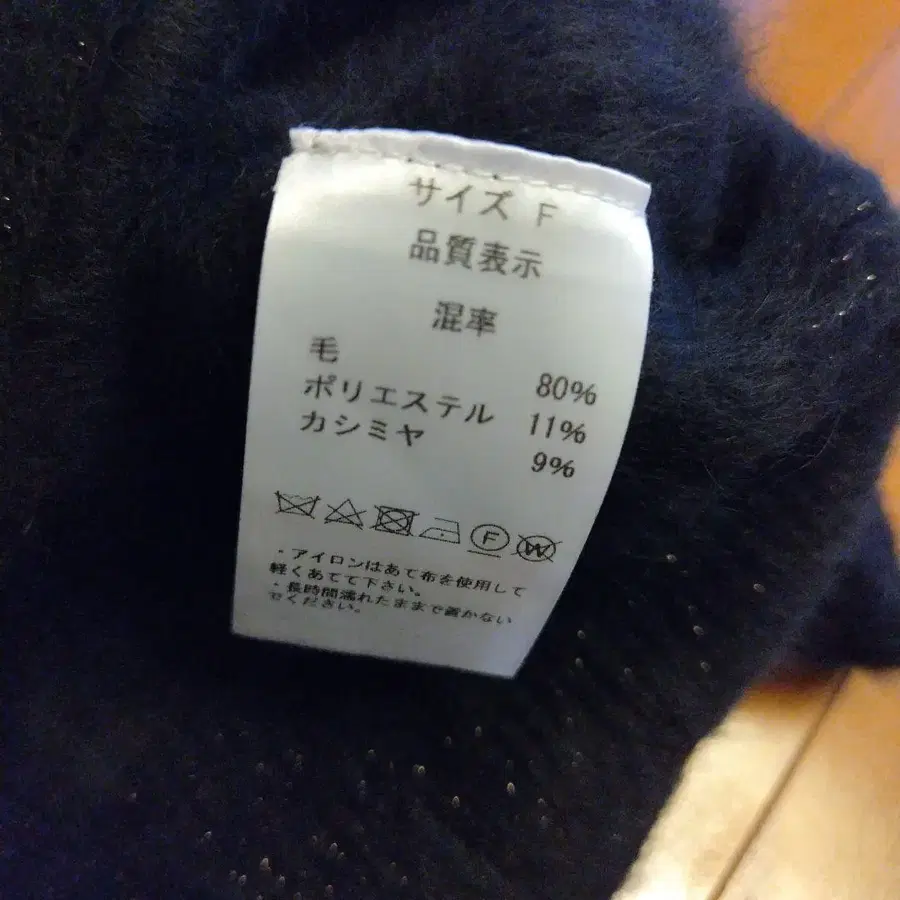 サイズ F
品質表示
混率
毛 80%
ポリエステル 11%
カシミヤ 9%
F W
・アイロンはあて布を使用して
軽くあてて下さい。
・長時間濡れたままで置かない
でください。